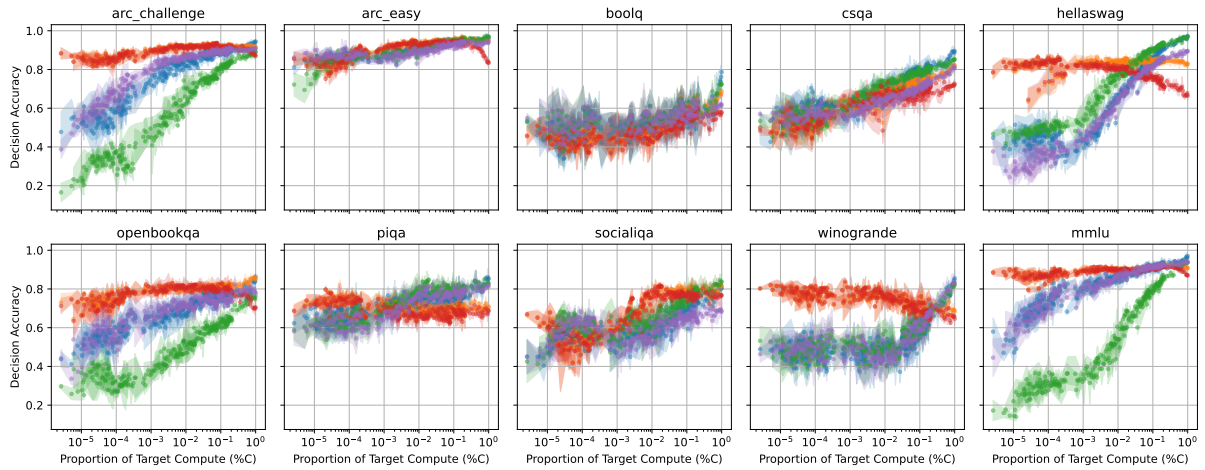 arc_challenge
arc_easy
boolq
csqa
hellaswag
Decision Accuracy
1.0
0.8
0.6
0.4
0.2
openbookqa
piqa
socialiqa
winogrande
mmlu
Decision Accuracy
1.0
0.8
0.6
0.4
0.2
10⁻⁵ 10⁻⁴ 10⁻³ 10⁻² 10⁻¹ 10⁰
10⁻⁵ 10⁻⁴ 10⁻³ 10⁻² 10⁻¹ 10⁰
10⁻⁵ 10⁻⁴ 10⁻³ 10⁻² 10⁻¹ 10⁰
10⁻⁵ 10⁻⁴ 10⁻³ 10⁻² 10⁻¹ 10⁰
10⁻⁵ 10⁻⁴ 10⁻³ 10⁻² 10⁻¹ 10⁰
Proportion of Target Compute (%C)
Proportion of Target Compute (%C)
Proportion of Target Compute (%C)
Proportion of Target Compute (%C)
Proportion of Target Compute (%C)